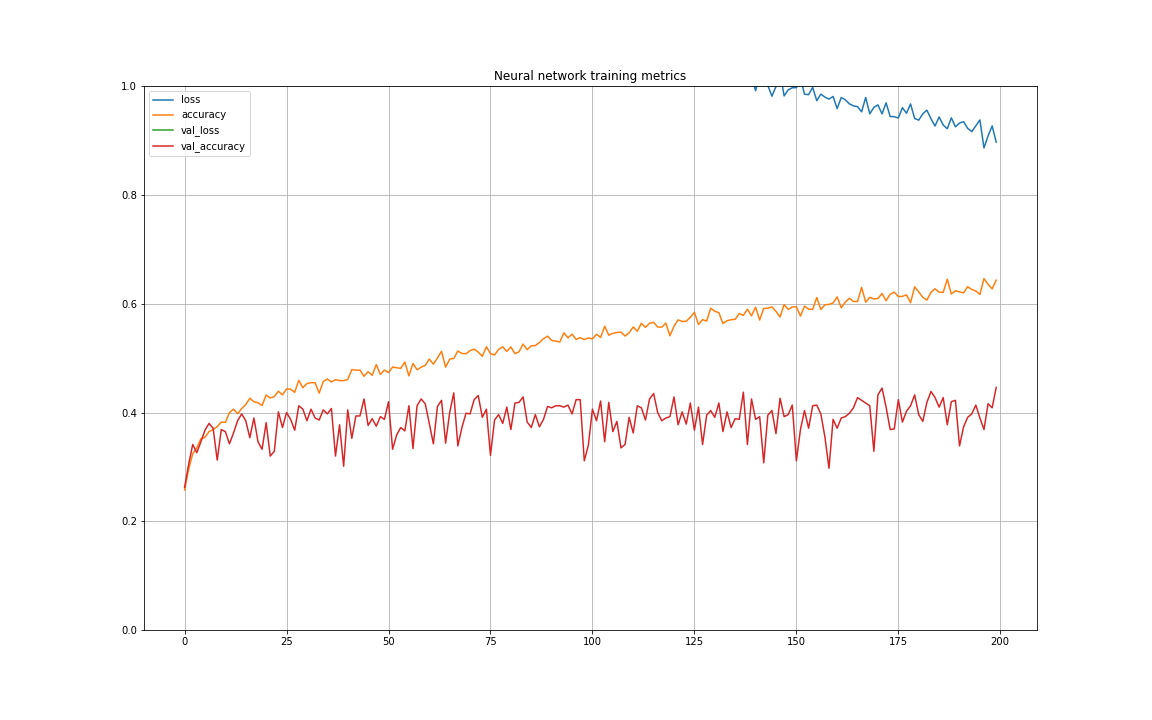 Neural network training metrics
1.0
loss
accuracy
val_loss
val_accuracy
0.8
0.6
0.4
0.2
0.0
0 25 50 75 100 125 150 175 200